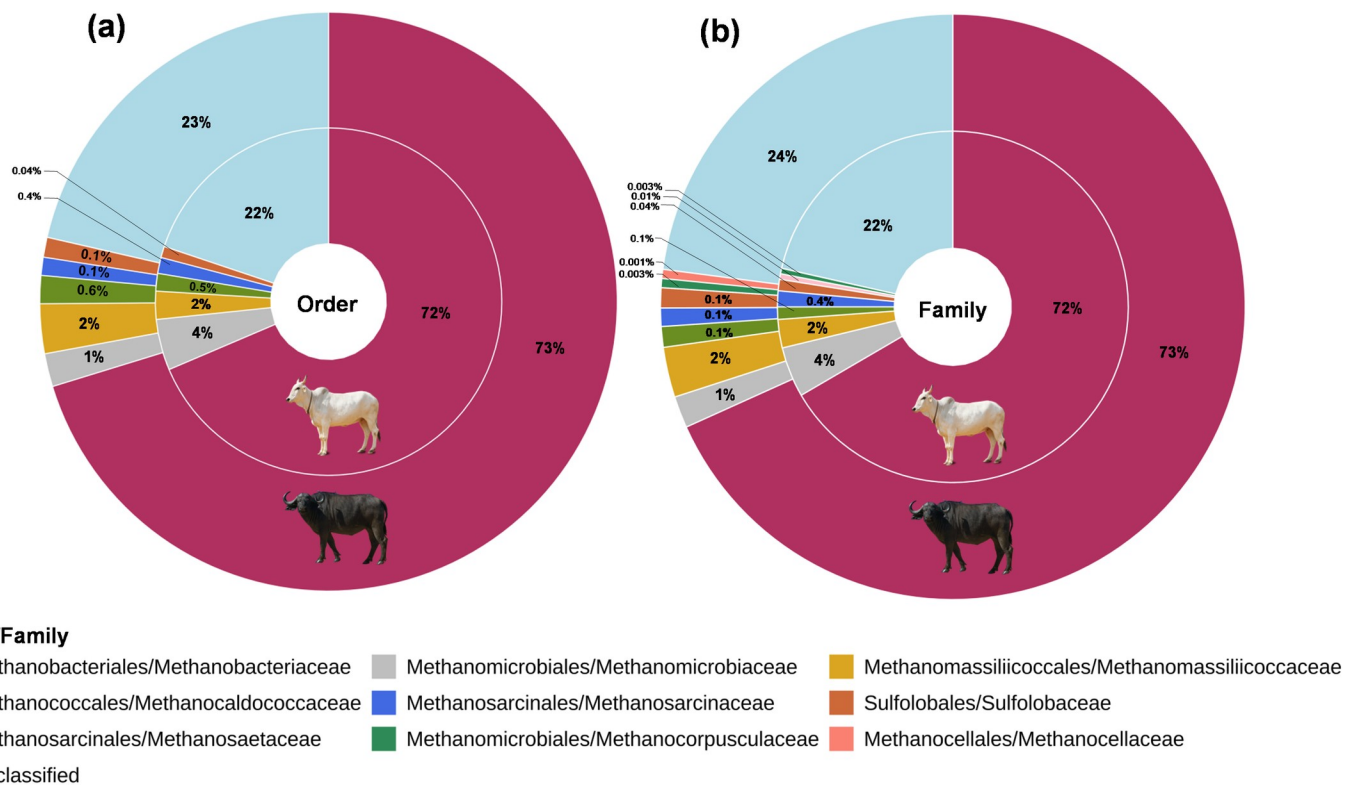 (a)
23%
0.04%
0.4%
22%
0.1%
0.1%
0.6%
0.5%
2%
2%
4%
1%
Order
72%
73%
(b)
24%
0.003%
0.01%
0.04%
22%
0.1%
0.001%
0.003%
0.1%
0.4%
0.1%
0.1%
2%
2%
4%
1%
Family
72%
73%
/Family
thanobacteriales/Methanobacteriaceae
Methanomicrobiales/Methanomicrobiaceae
Methanomassiliicoccales/Methanomassiliicoccaceae
thanococcales/Methanocaldococcaceae
Methanosarcinales/Methanosarcinaceae
Sulfolobales/Sulfolobaceae
thanosarcinales/Methanosaetaceae
Methanomicrobiales/Methanocorpusculaceae
Methanocellales/Methanocellaceae
classified